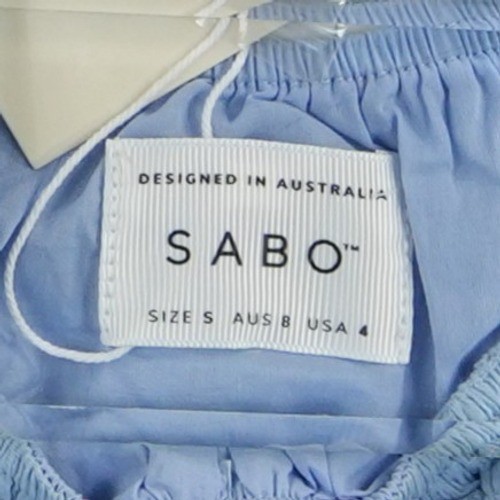 DESIGNED IN AUSTRALIA
SABO™
SIZE S AUS 8 USA 4